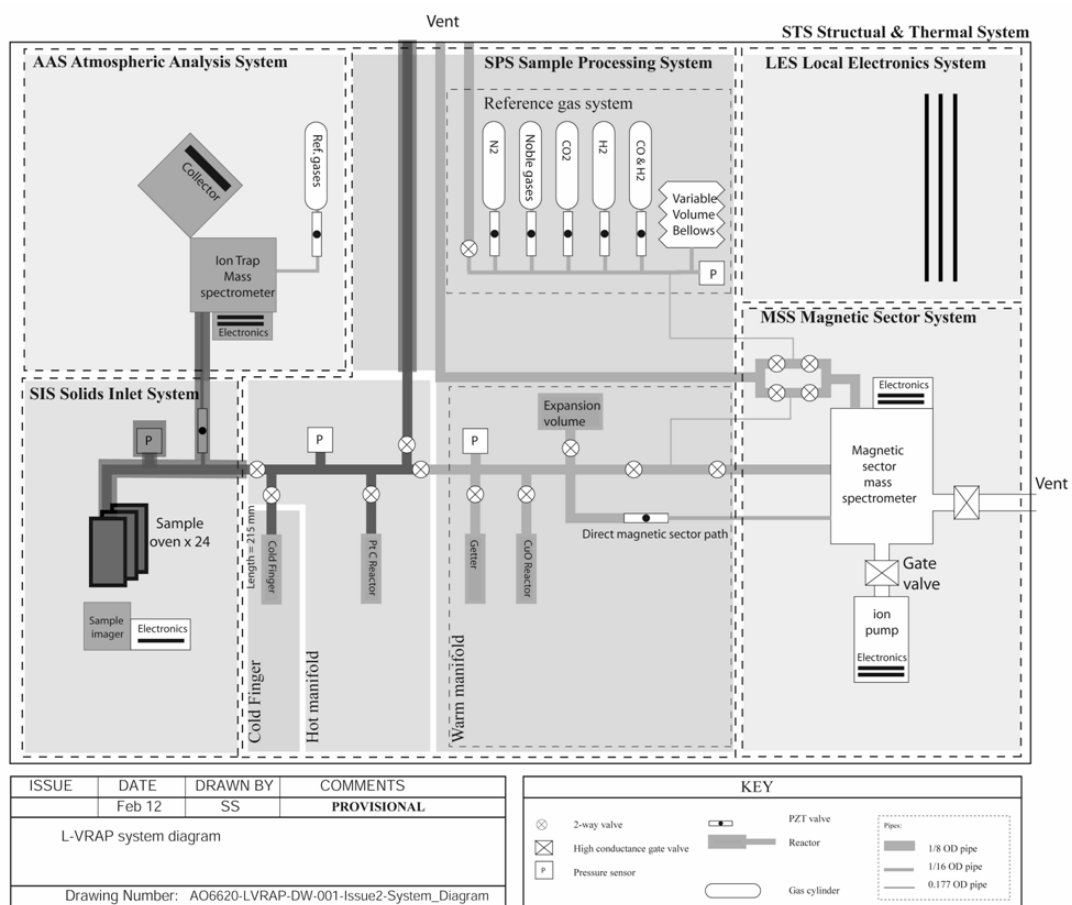 Vent
STS Structual & Thermal System
AAS Atmospheric Analysis System
SPS Sample Processing System
LES Local Electronics System
Reference gas system
Ref. gases
Collector
N2
Noble gases
CO2
H2
CO & H2
Variable
Volume
Bellows
P
Ion Trap
Mass
spectrometer
Electronics
MSS Magnetic Sector System
SIS Solids Inlet System
Electronics
Expansion
volume
P
P
P
Magnetic
sector
mass
spectrometer
Vent
Sample
oven x 24
Length = 215 mm
Cold Finger
Pt C Reactor
Getter
CuO Reactor
Direct magnetic sector path
Gate
valve
Sample
imager
Electronics
ion
pump
Electronics
Cold Finger
Hot manifold
Warm manifold
ISSUE DATE DRAWN BY COMMENTS
Feb 12 SS PROVISIONAL
L-VRAP system diagram
Drawing Number: AO6620-LVRAP-DW-001-Issue2-System_Diagram
KEY
2-way valve
High conductance gate valve
P Pressure sensor
PZT valve
Reactor
Gas cylinder
Pipes:
1/8 OD pipe
1/16 OD pipe
0.177 OD pipe